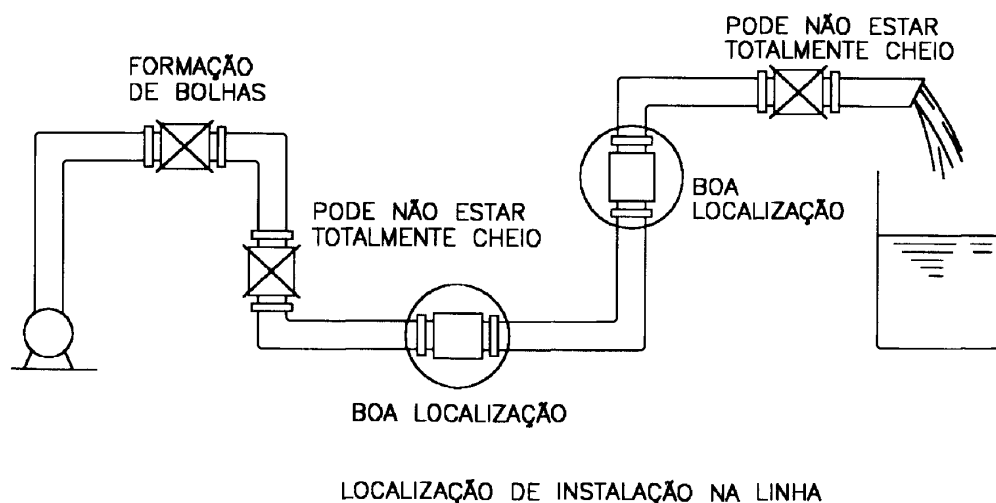 PODE NÃO ESTAR
TOTALMENTE CHEIO
FORMAÇÃO
DE BOLHAS
BOA
LOCALIZAÇÃO
PODE NÃO ESTAR
TOTALMENTE CHEIO
BOA LOCALIZAÇÃO
LOCALIZAÇÃO DE INSTALAÇÃO NA LINHA